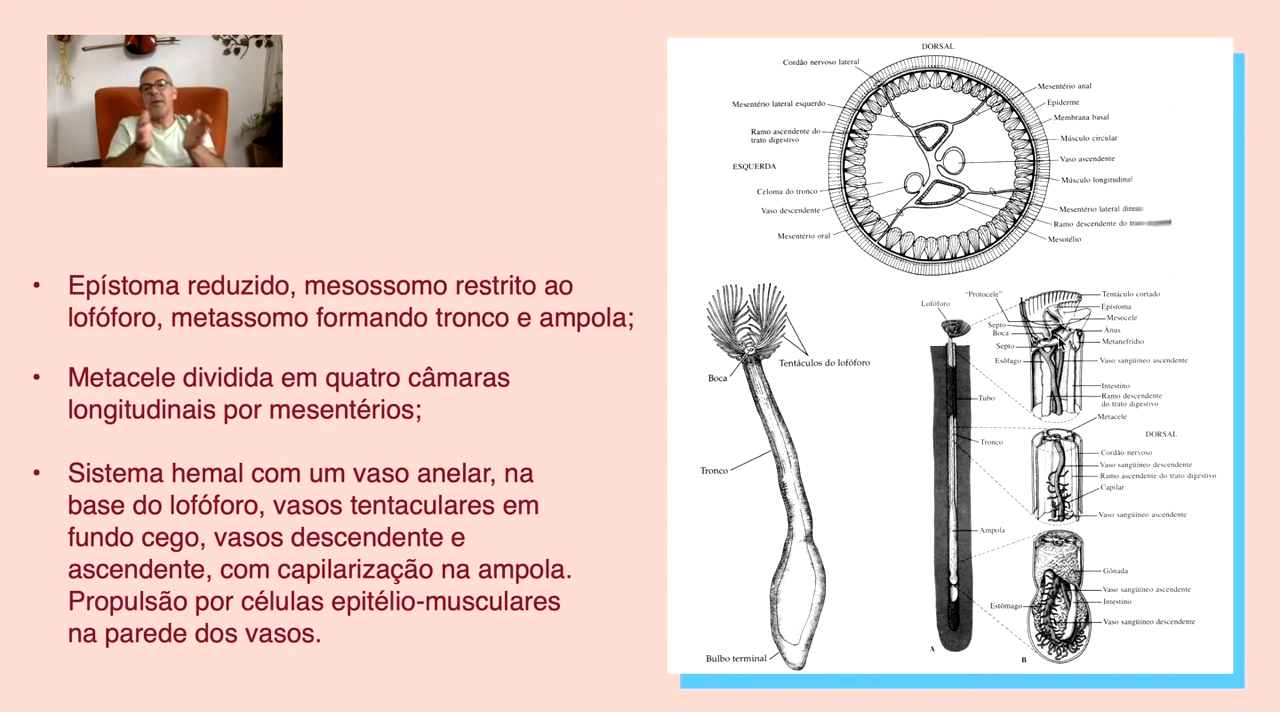 • Epístoma reduzido, mesossomo restrito ao
lofóforo, metassomo formando tronco e ampola;
• Metacele dividida em quatro câmaras
longitudinais por mesentérios;
• Sistema hemal com um vaso anelar, na
base do lofóforo, vasos tentaculares em
fundo cego, vasos descendente e
ascendente, com capilarização na ampola.
Propulsão por células epitélio-musculares
na parede dos vasos.
DORSAL
Cordão nervoso lateral
Mesentério lateral esquerdo
Ramo ascendente do
trato digestivo
ESQUERDA
Celoma do tronco
Vaso descendente
Mesentério oral
Mesentério anal
Epiderme
Membrana basal
Músculo circular
Vaso ascendente
Músculo longitudinal
Mesentério lateral
Ramo descendente do
Mesotélio
Tentáculos do lofóforo
Boca
Tronco
Bulbo terminal
Lofóforo
Tubo
Tronco
Ampola
A
"Protocele"
Septo
Boca
Septo
Esôfago
Tentáculo cortado
Epístoma
Mesocele
Ânus
Metanefrídio
Vaso sangüíneo ascendente
Intestino
Ramo descendente
do trato digestivo
Metacele
DORSAL
Cordão nervoso
Vaso sangüíneo descendente
Ramo ascendente do trato digestivo
Capilar
Vaso sangüíneo ascendente
Gônada
Vaso sangüíneo ascendente
Intestino
Estômago
Vaso sangüíneo descendente
B